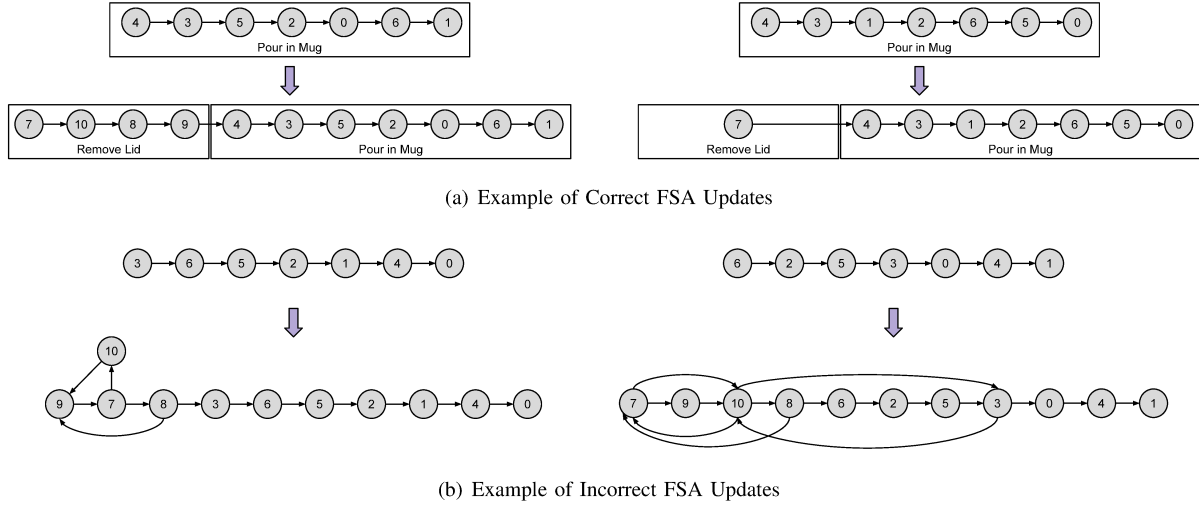 4 3 5 2 0 6 1
Pour in Mug
7 10 8 9 4 3 5 2 0 6 1
Remove Lid Pour in Mug
4 3 1 2 6 5 0
Pour in Mug
7 4 3 1 2 6 5 0
Remove Lid Pour in Mug
(a) Example of Correct FSA Updates
3 6 5 2 1 4 0
10
9 7 8 3 6 5 2 1 4 0
6 2 5 3 0 4 1
7 9 10 8 6 2 5 3 0 4 1
(b) Example of Incorrect FSA Updates